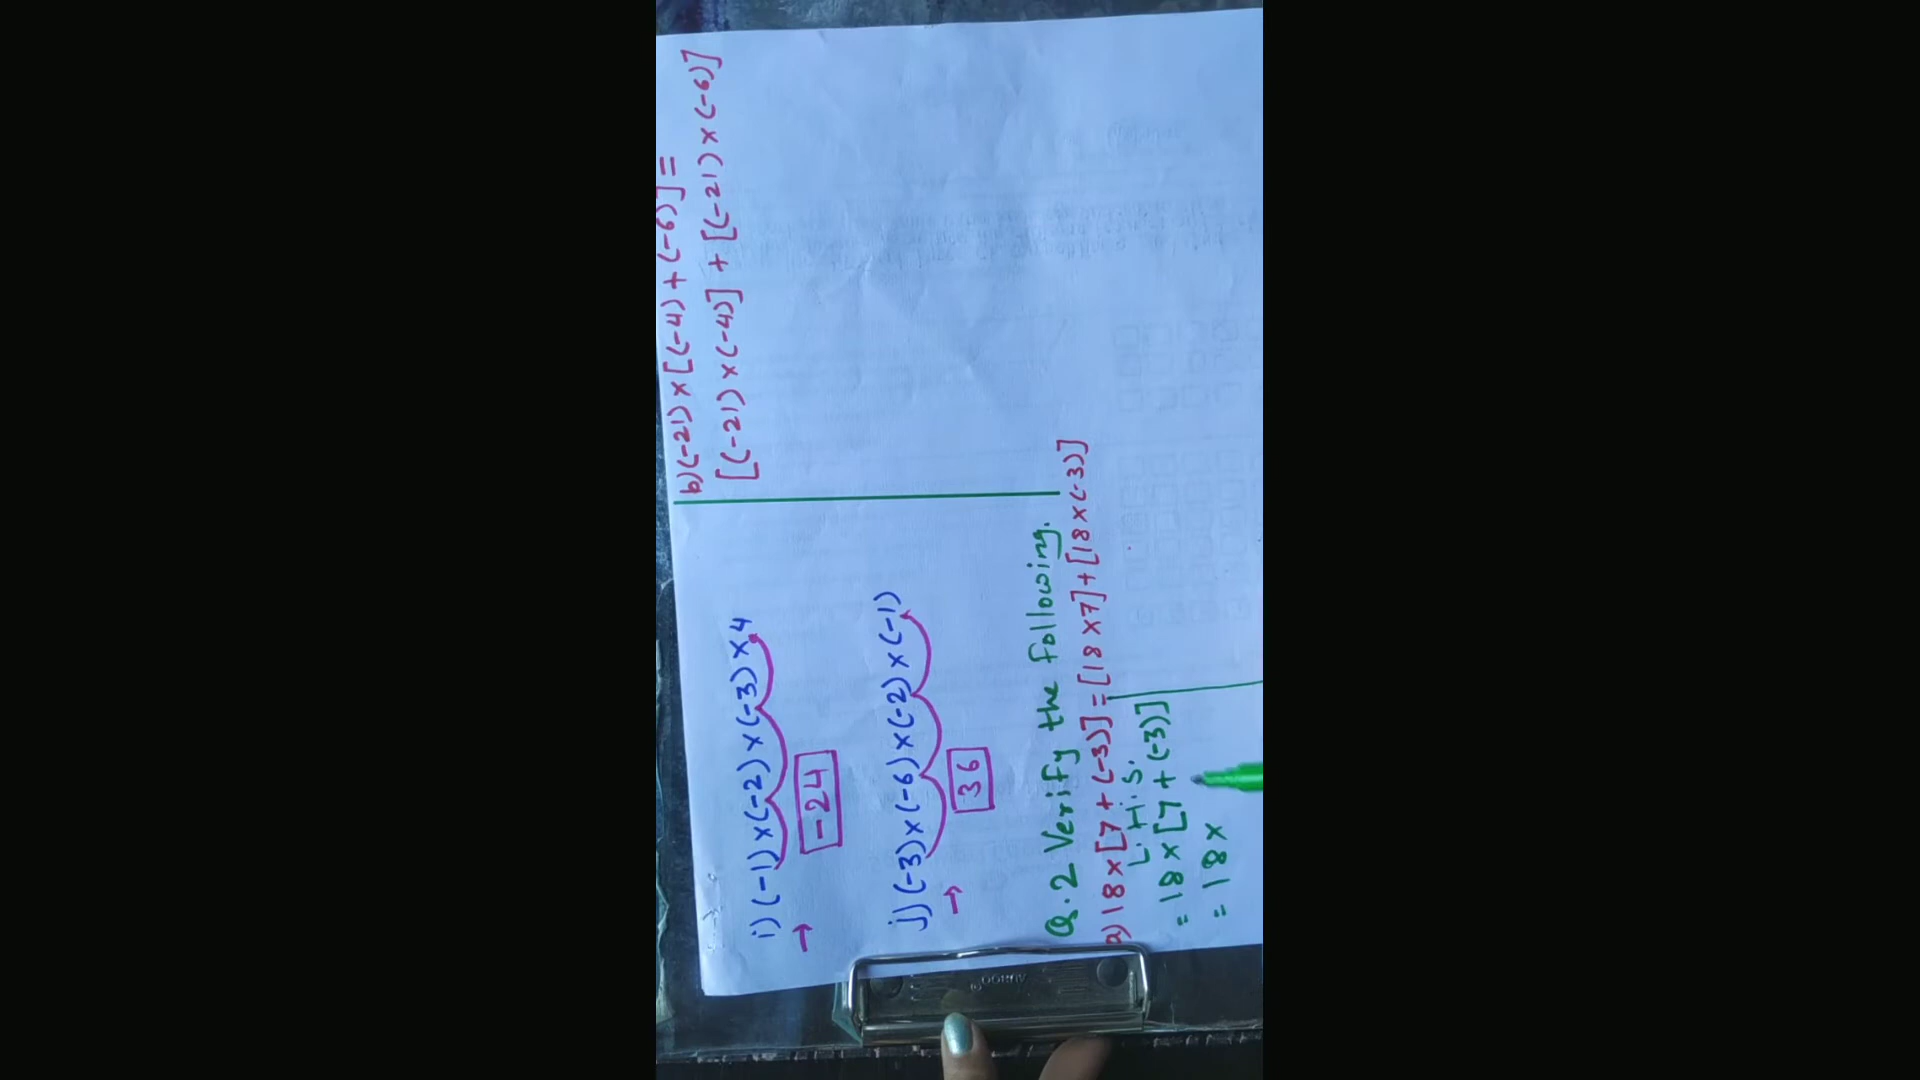 i) (-1) x (-2) x (-3) x 4
→ -24
j) (-3) x (-6) x (-2) x (-1)
→ 36
Q. 2 Verify the following.
a) 18 x [7 + (-3)] = [18 x 7] + [18 x (-3)]
L.H.S.
= 18 x [7 + (-3)]
= 18 x
b) (-21) x [(-4) + (-6)] =
[(-21) x (-4)] + [(-21) x (-6)]